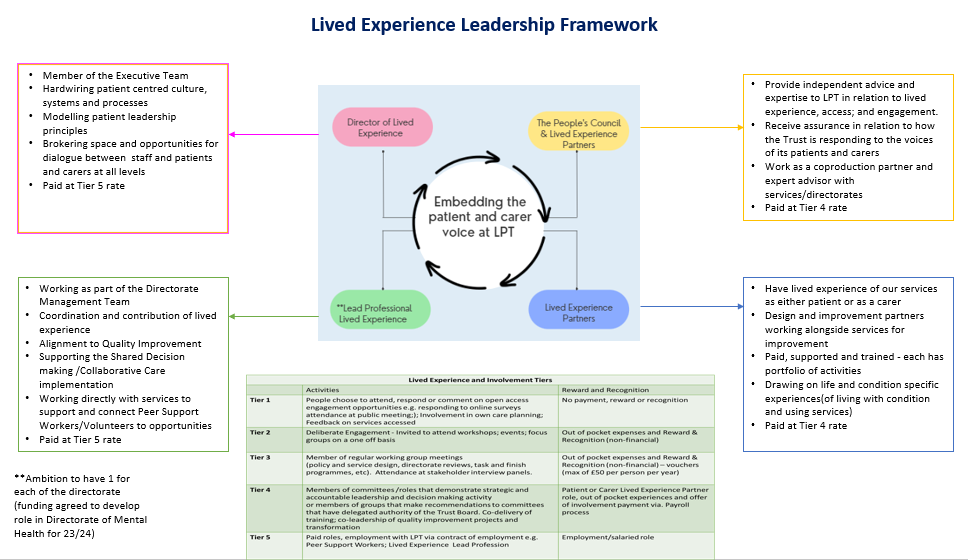 Lived Experience Leadership Framework
• Member of the Executive Team
• Hardwiring patient centred culture,
systems and processes
• Modelling patient leadership
principles
• Brokering space and opportunities for
dialogue between staff and patients
and carers at all levels
• Paid at Tier 5 rate
Director of Lived
Experience
The People's Council
& Lived Experience
Partners
Embedding the
patient and carer
voice at LPT
**Lead Professional
Lived Experience
Lived Experience
Partners
• Provide independent advice and
expertise to LPT in relation to lived
experience, access; and engagement.
• Receive assurance in relation to how
the Trust is responding to the voices
of its patients and carers
• Work as a coproduction partner and
expert advisor with
services/directorates
• Paid at Tier 4 rate
• Working as part of the Directorate
Management Team
• Coordination and contribution of lived
experience
• Alignment to Quality Improvement
• Supporting the Shared Decision
making /Collaborative Care
implementation
• Working directly with services to
support and connect Peer Support
Workers/Volunteers to opportunities
• Paid at Tier 5 rate
• Have lived experience of our services
as either patient or as a carer
• Design and improvement partners
working alongside services for
improvement
• Paid, supported and trained - each has
portfolio of activities
• Drawing on life and condition specific
experiences(of living with condition
and using services)
• Paid at Tier 4 rate
**Ambition to have 1 for
each of the directorate
(funding agreed to develop
role in Directorate of Mental
Health for 23/24)
Lived Experience and Involvement Tiers
Activities
Reward and Recognition
Tier 1
People choose to attend, respond or comment on open access
engagement opportunities e.g. responding to online surveys
attendance at public meeting;); Involvement in own care planning;
Feedback on services accessed
No payment, reward or recognition
Tier 2
Deliberate Engagement - Invited to attend workshops; events; focus
groups on a one off basis
Out of pocket expenses and Reward &
Recognition (non-financial)
Tier 3
Member of regular working group meetings
(policy and service design, directorate reviews, task and finish
programmes, etc). Attendance at stakeholder interview panels.
Out of pocket expenses and Reward &
Recognition (non-financial) – vouchers
(max of £50 per person per year)
Tier 4
Members of committees /roles that demonstrate strategic and
accountable leadership and decision making activity
or members of groups that make recommendations to committees
that have delegated authority of the Trust Board. Co-delivery of
training; co-leadership of quality improvement projects and
transformation
Patient or Carer Lived Experience Partner
role, out of pocket expenses and offer
of involvement payment via. Payroll
process
Tier 5
Paid roles, employment with LPT via contract of employment e.g.
Peer Support Workers; Lived Experience Lead Profession
Employment/salaried role